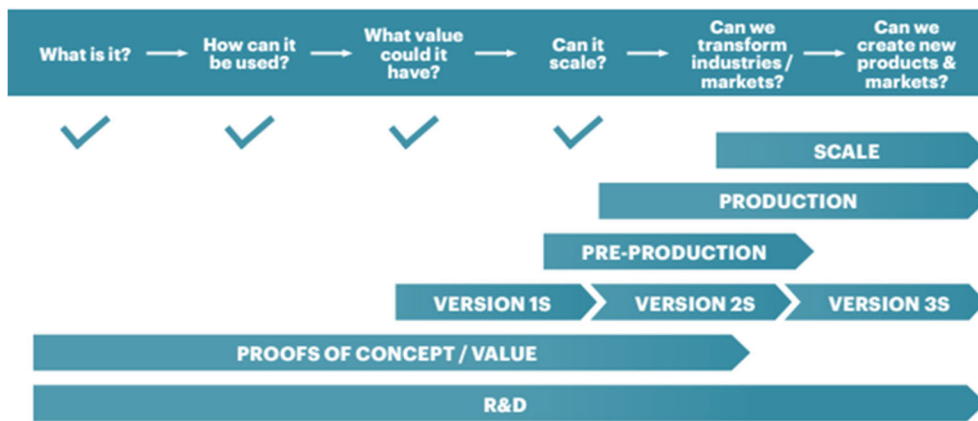 What is it?
How can it
be used?
What value
could it
have?
Can it
scale?
Can we
transform
industries /
markets?
Can we
create new
products &
markets?
SCALE
PRODUCTION
PRE-PRODUCTION
VERSION 1S
VERSION 2S
VERSION 3S
PROOFS OF CONCEPT / VALUE
R&D